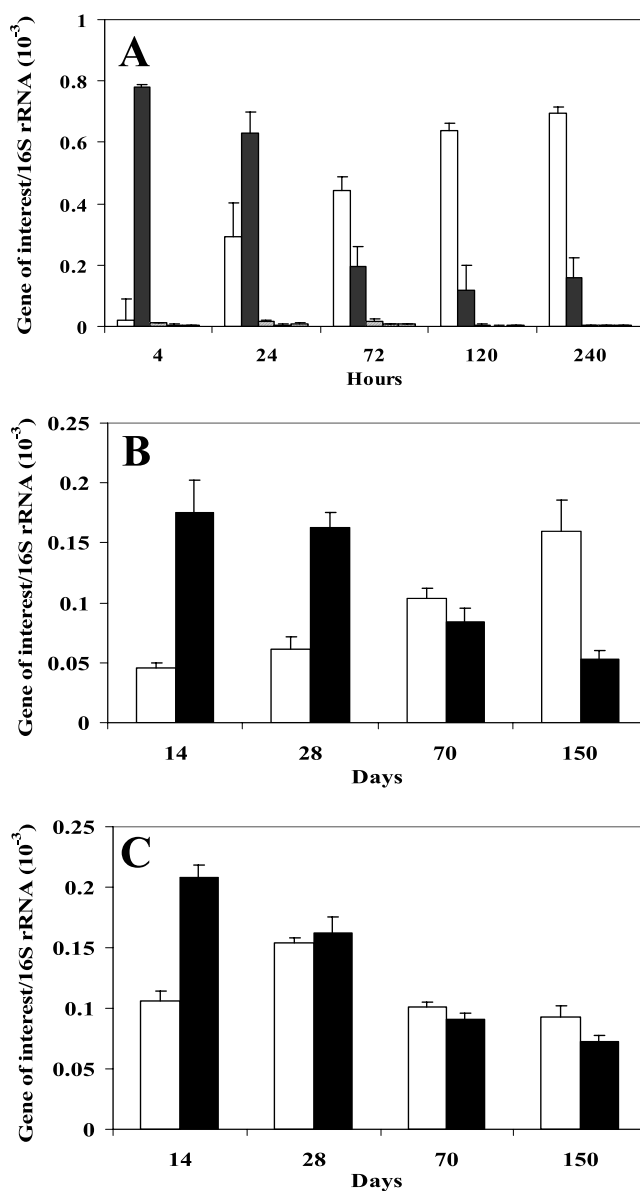 A
Gene of interest/16S rRNA (10⁻³)
1
0.8
0.6
0.4
0.2
0
4 24 72 120 240
Hours
B
Gene of interest/16S rRNA (10⁻³)
0.25
0.2
0.15
0.1
0.05
0
14 28 70 150
Days
C
Gene of interest/16S rRNA (10⁻³)
0.25
0.2
0.15
0.1
0.05
0
14 28 70 150
Days